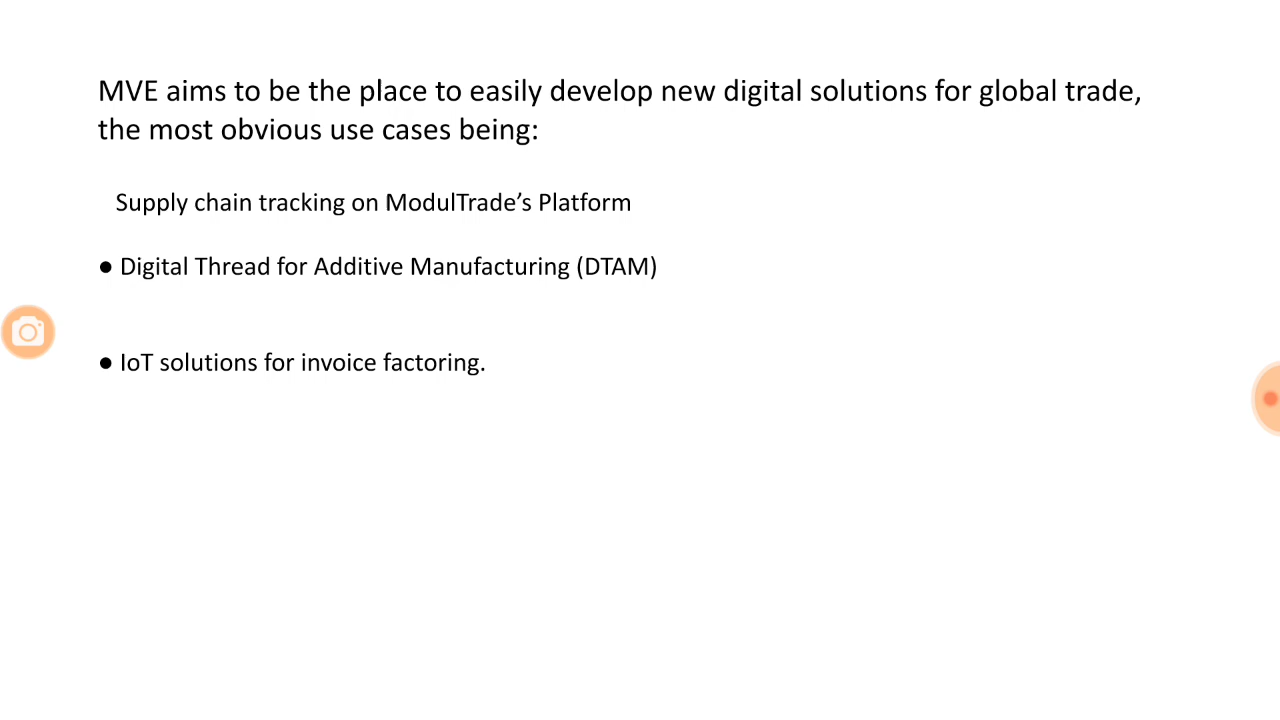 MVE aims to be the place to easily develop new digital solutions for global trade,
the most obvious use cases being:
Supply chain tracking on ModulTrade’s Platform
● Digital Thread for Additive Manufacturing (DTAM)
● IoT solutions for invoice factoring.